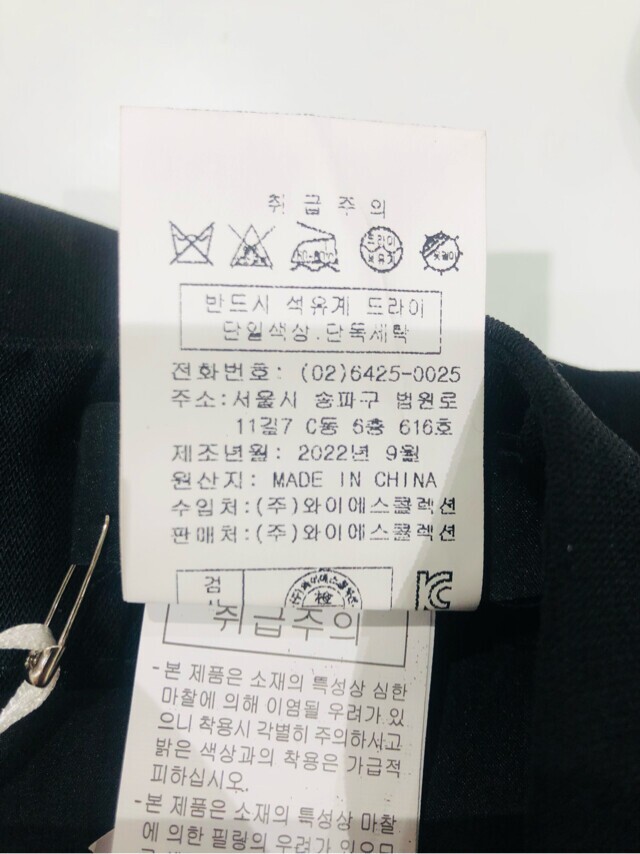 취급주의
드라이
석유계
반드시 석유계 드라이
단일색상.단독세탁
전화번호: (02)6425-0025
주소:서울시 송파구 법원로
11길7 C동 6층 616호
제조년월: 2022년 9월
원산지: MADE IN CHINA
수입처:(주)와이에스콜렉션
판매처:(주)와이에스콜렉션
검
취급주의
-본 제품은 소재의 특성상 심한
마찰에 의해 이염될 우려가 있
으니 착용시 각별히 주의하시고
밝은 색상과의 착용은 가급적
피하십시오.
-본 제품은 소재의 특성상 마찰
에 의한 필링의 우려가 있으며